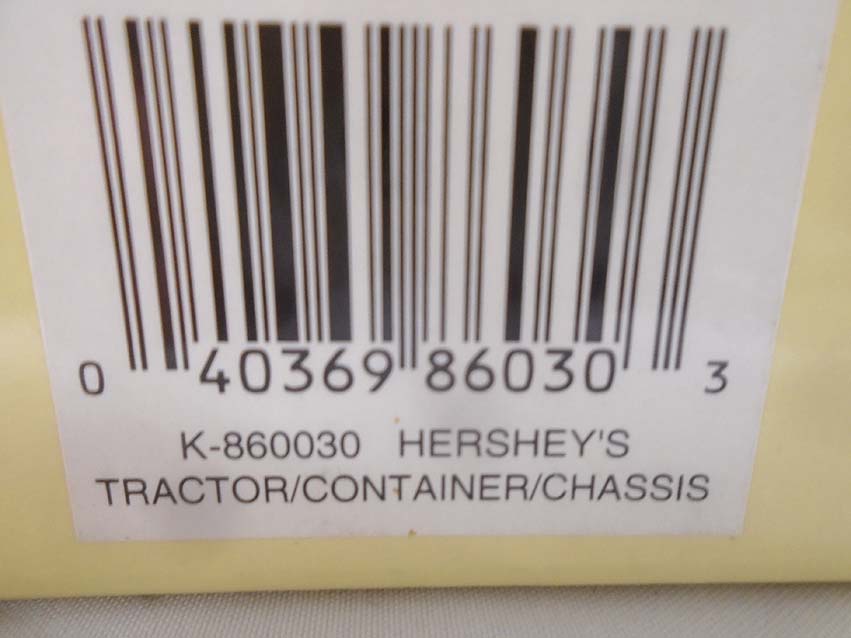 0 40369 86030 3
K-860030 HERSHEY'S
TRACTOR/CONTAINER/CHASSIS